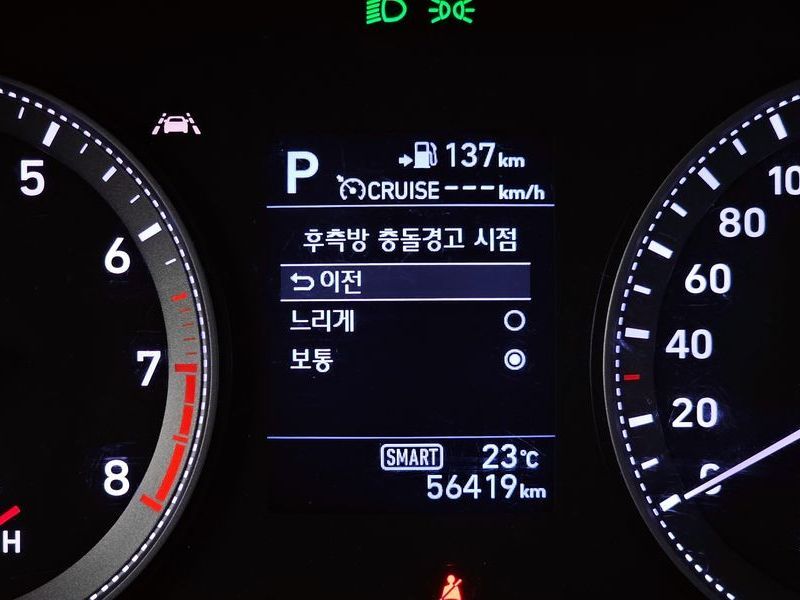 P
137km
CRUISE---km/h
후측방 충돌경고 시점
이전
느리게
보통
SMART 23℃
56419km
5
6
7
8
H
100
80
60
40
20
0